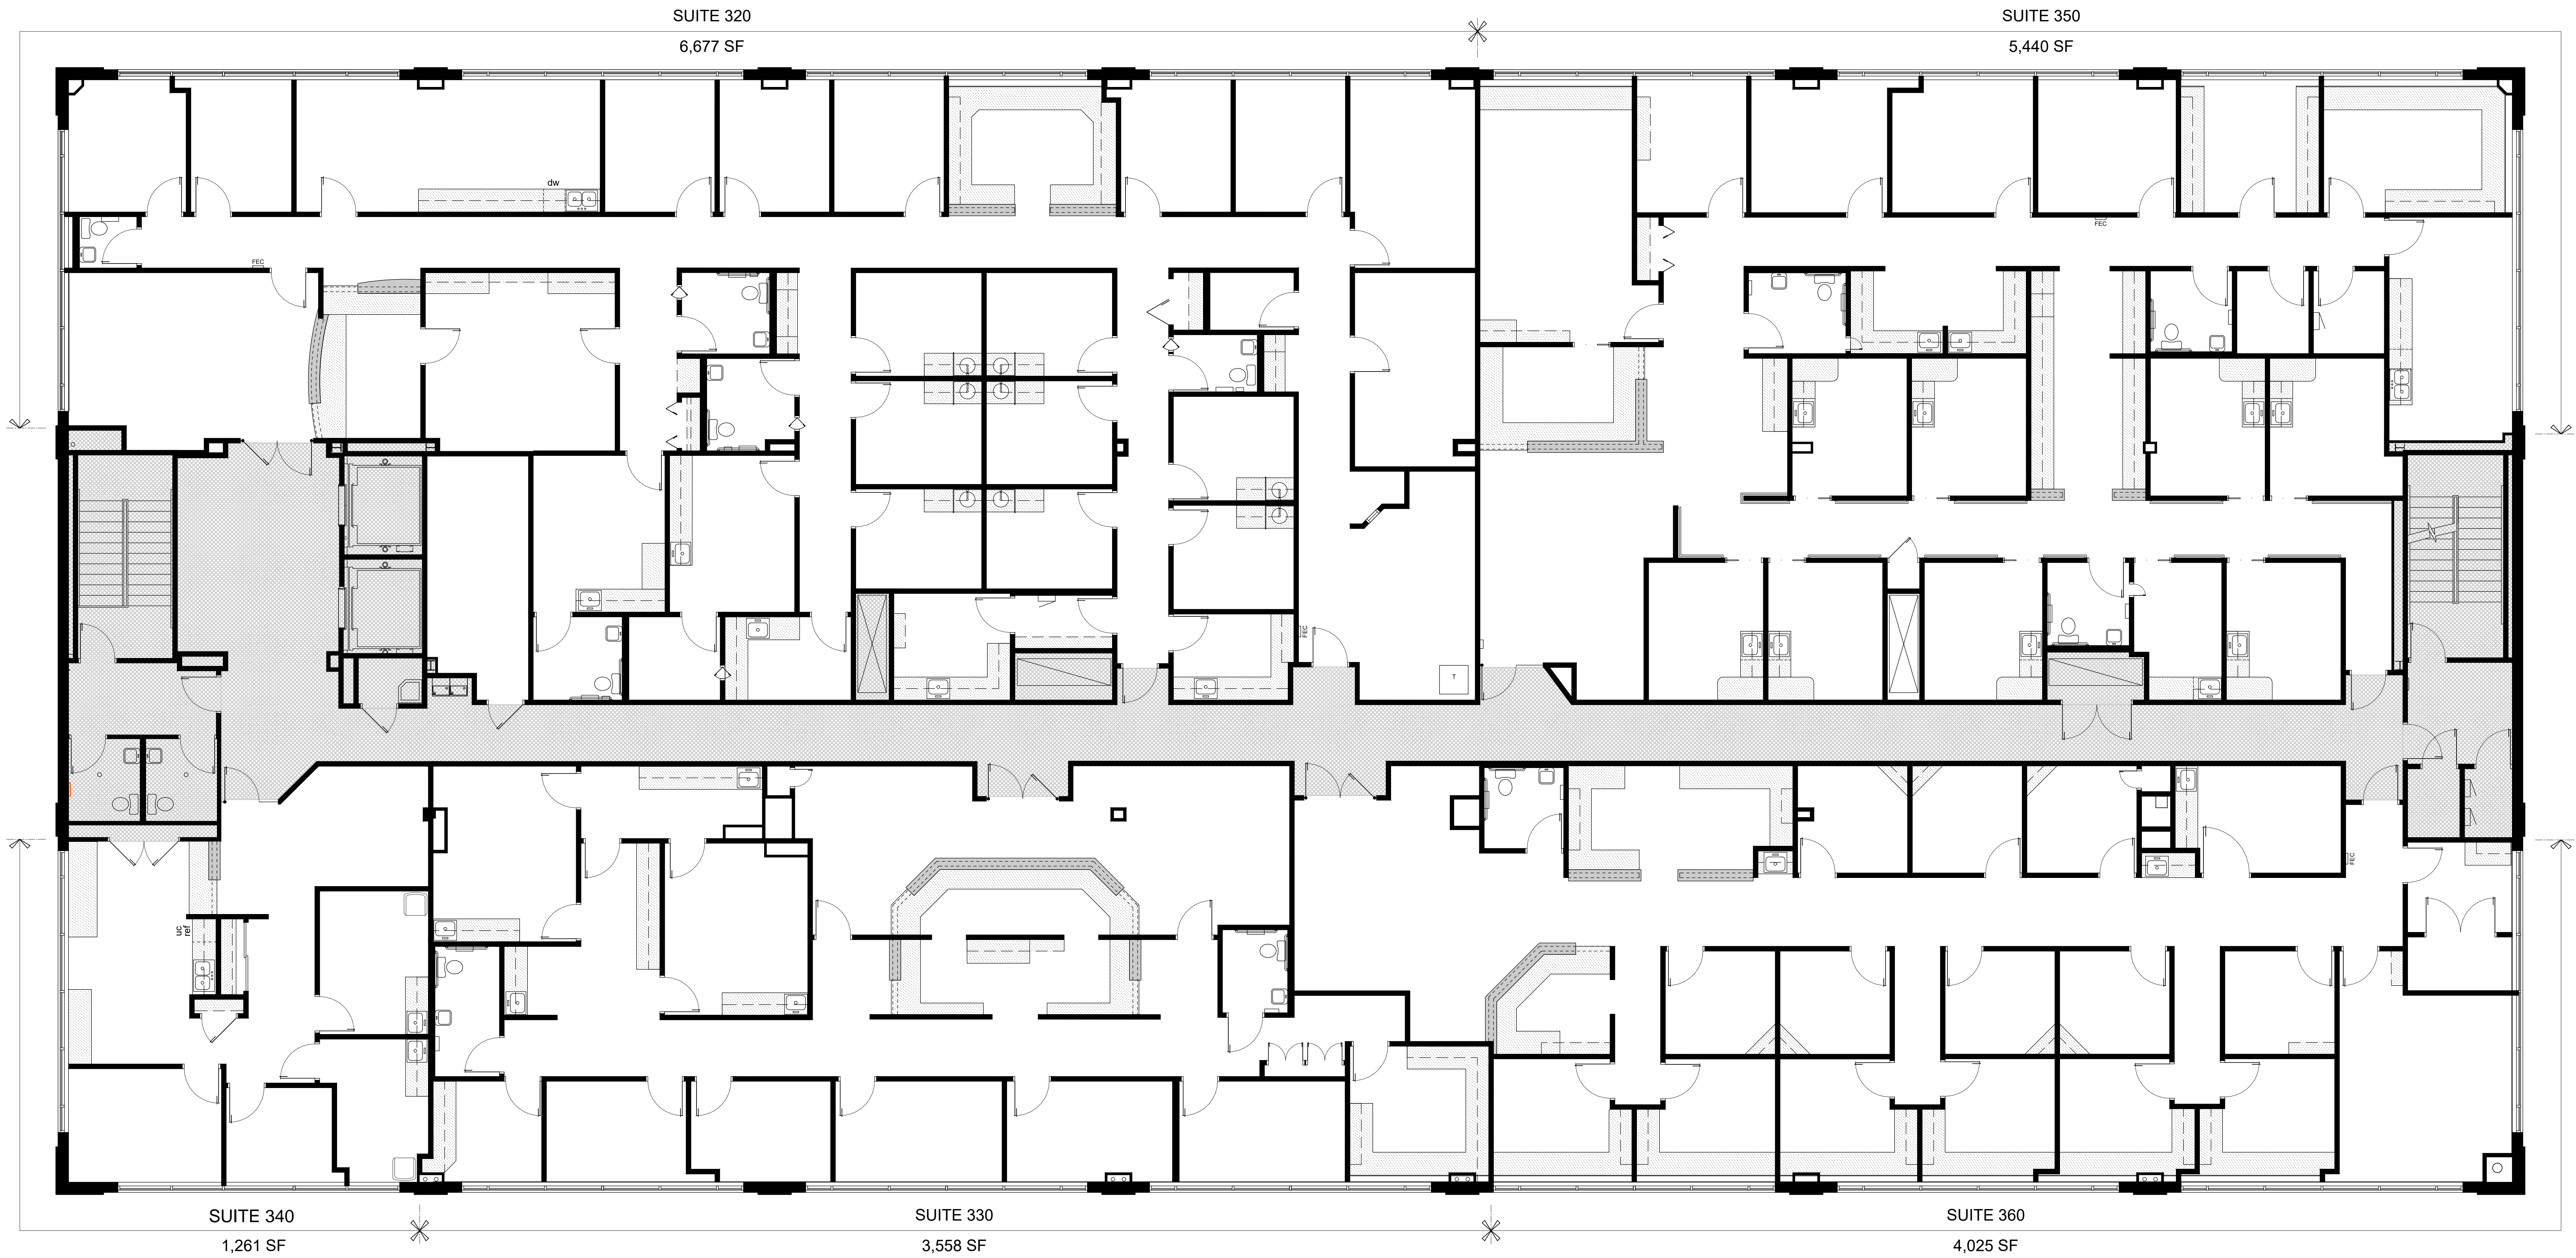 SUITE 320
6,677 SF
SUITE 350
5,440 SF
dw
FEC
FEC
FEC
T
FEC
uc
ref
SUITE 340
1,261 SF
SUITE 330
3,558 SF
SUITE 360
4,025 SF